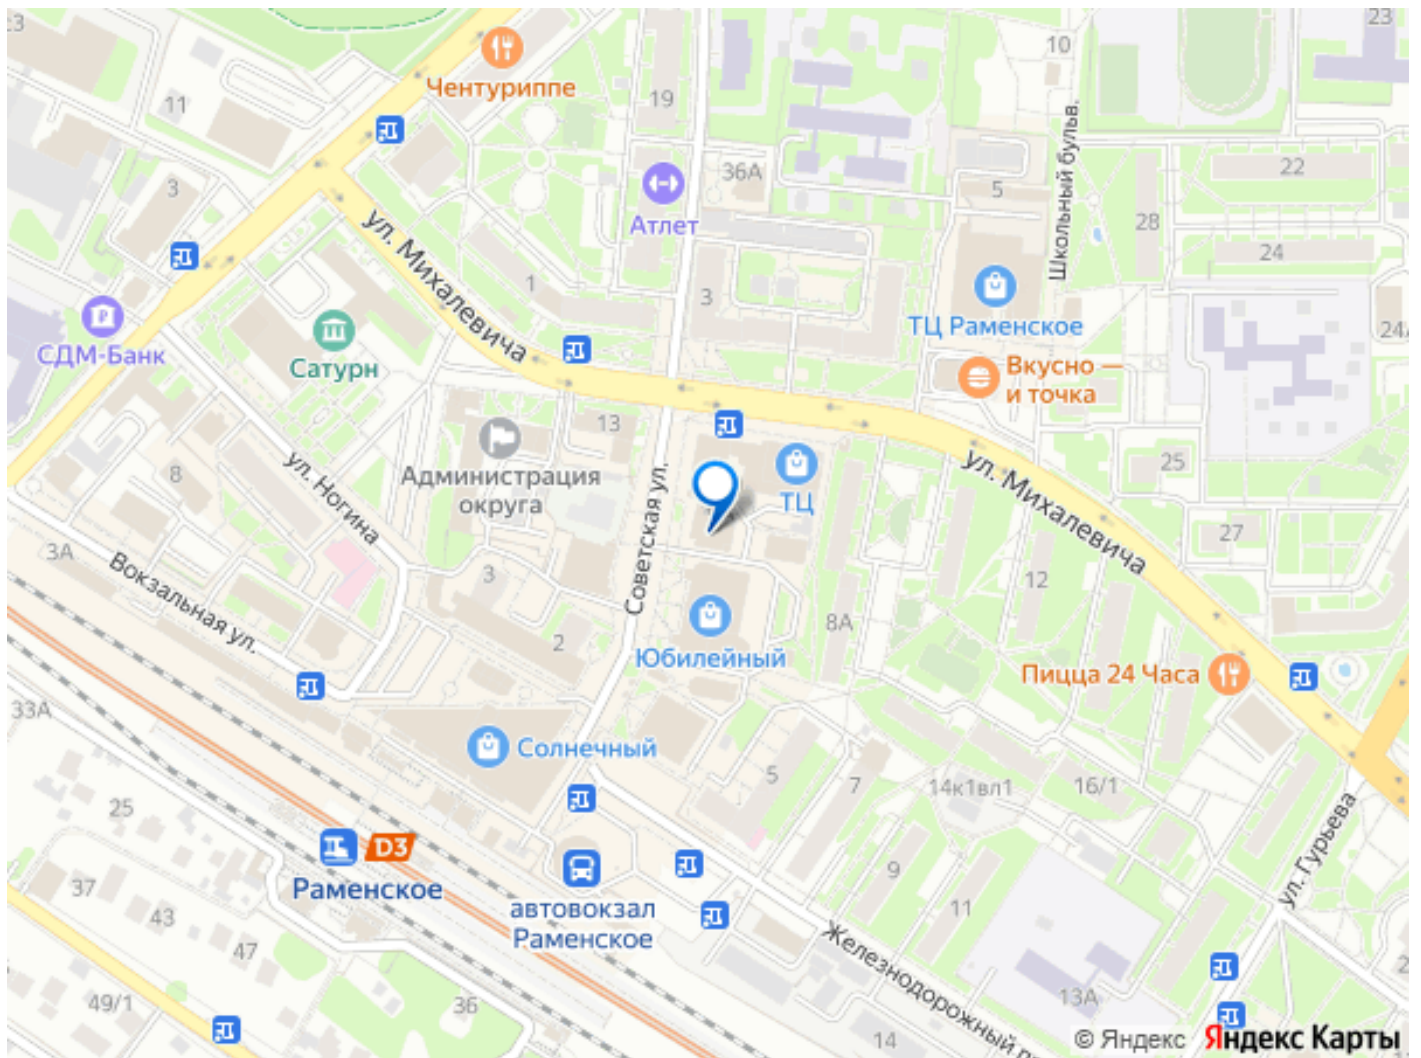 23
10
23
Чентуриппе
11
19
22
36А
3
5
Школьный бульв.
28
Атлет
24
1
3
ул. Михалевича
ТЦ Раменское
СДМ-Банк
Сатурн
24А
Вкусно —
и точка
13
8
ул. Ногина
Администрация
округа
ТЦ
25
ул. Михалевича
27
3А
Вокзальная ул.
3
Советская ул.
12
8А
2
Юбилейный
Пицца 24 Часа
33А
Солнечный
5
7
14к1вл1
16/1
25
D3
ул. Гурьева
Раменское
37
9
43
автовокзал
Раменское
11
47
Железнодорожный
49/1
36
13А
14
2
© Яндекс Яндекс Карты